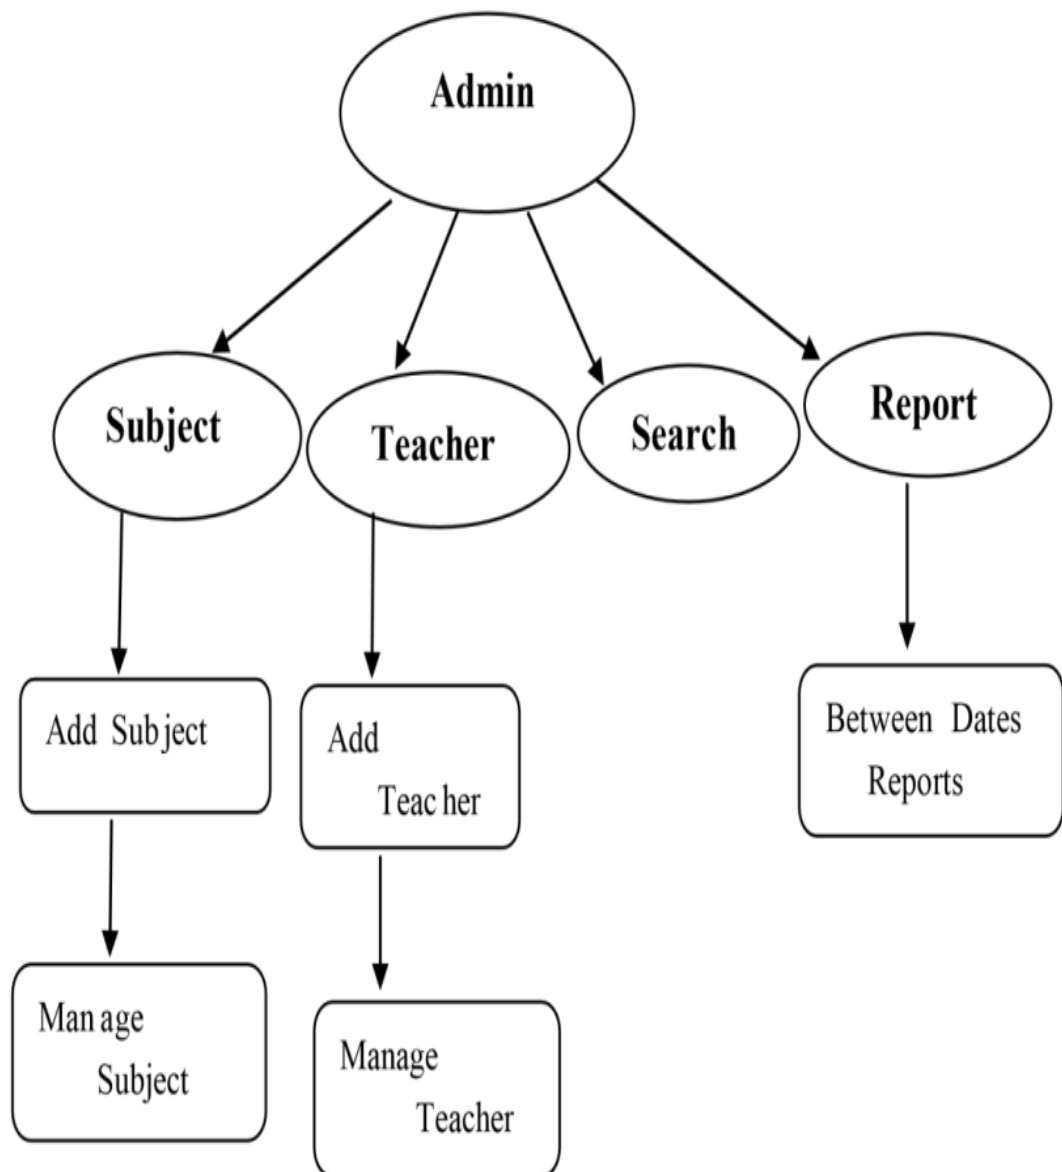 Admin
Subject
Teacher
Search
Report
Add Subject
Add
Teacher
Between Dates
Reports
Manage
Subject
Manage
Teacher